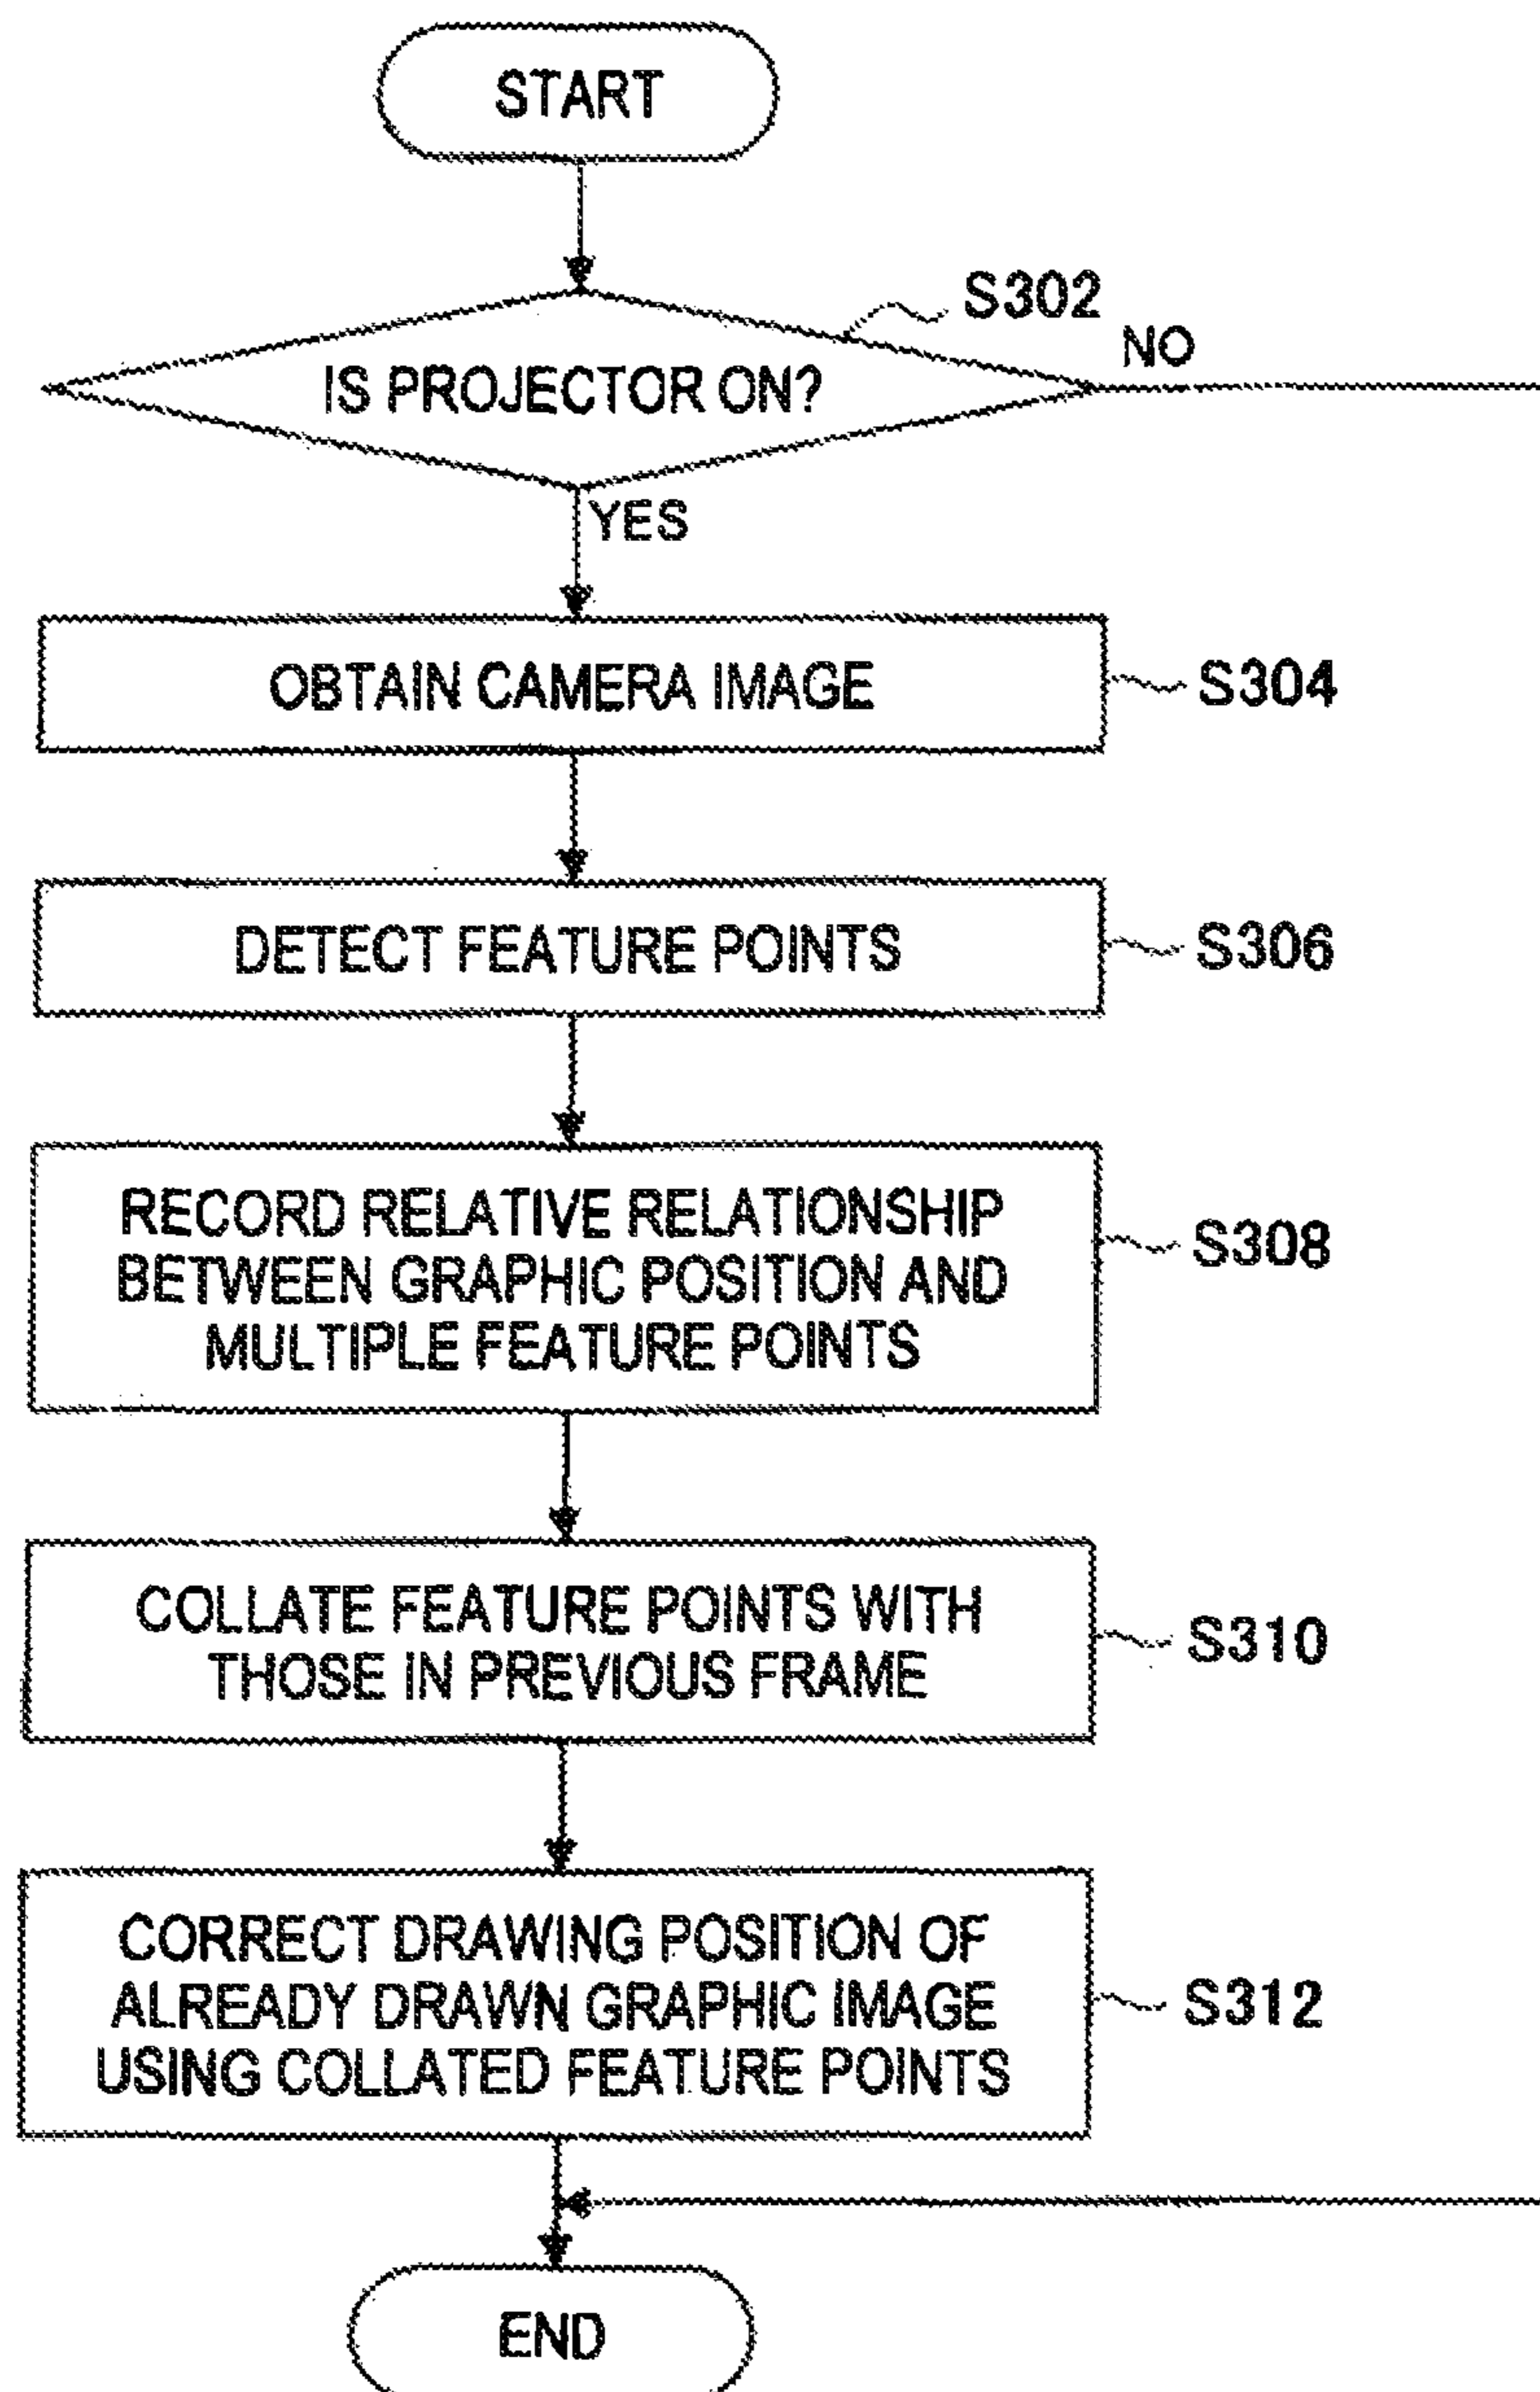 START
S302
IS PROJECTOR ON?
NO
YES
OBTAIN CAMERA IMAGE
S304
DETECT FEATURE POINTS
S306
RECORD RELATIVE RELATIONSHIP
BETWEEN GRAPHIC POSITION AND
MULTIPLE FEATURE POINTS
S308
COLLATE FEATURE POINTS WITH
THOSE IN PREVIOUS FRAME
S310
CORRECT DRAWING POSITION OF
ALREADY DRAWN GRAPHIC IMAGE
USING COLLATED FEATURE POINTS
S312
END